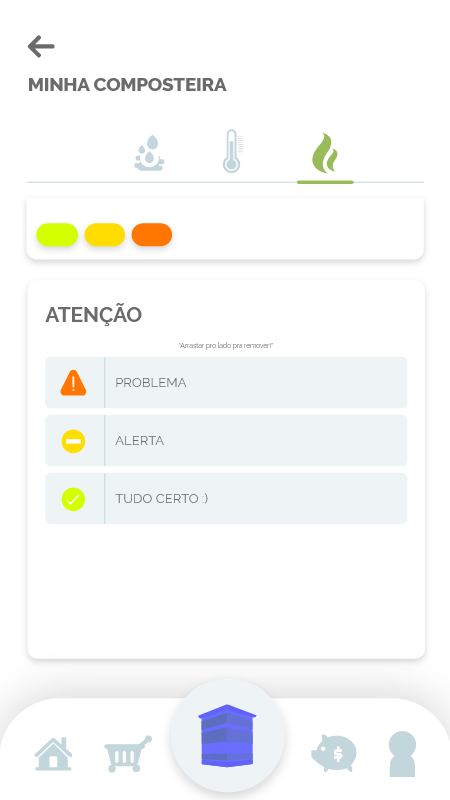 MINHA COMPOSTEIRA
ATENÇÃO
"Arrastar pro lado pra remover!"
PROBLEMA
ALERTA
TUDO CERTO :)